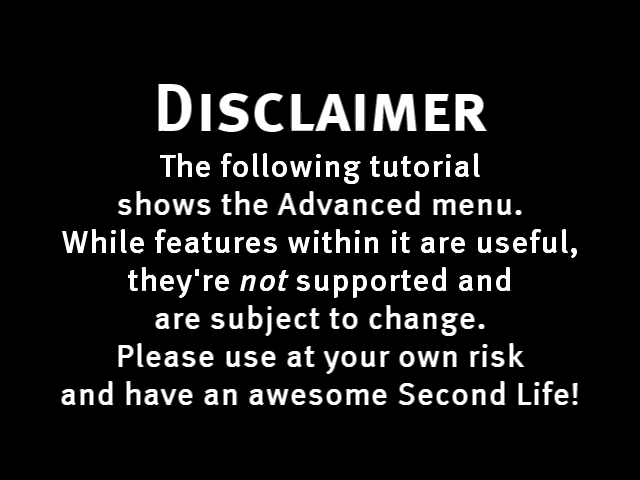 DISCLAIMER
The following tutorial
shows the Advanced menu.
While features within it are useful,
they're not supported and
are subject to change.
Please use at your own risk
and have an awesome Second Life!